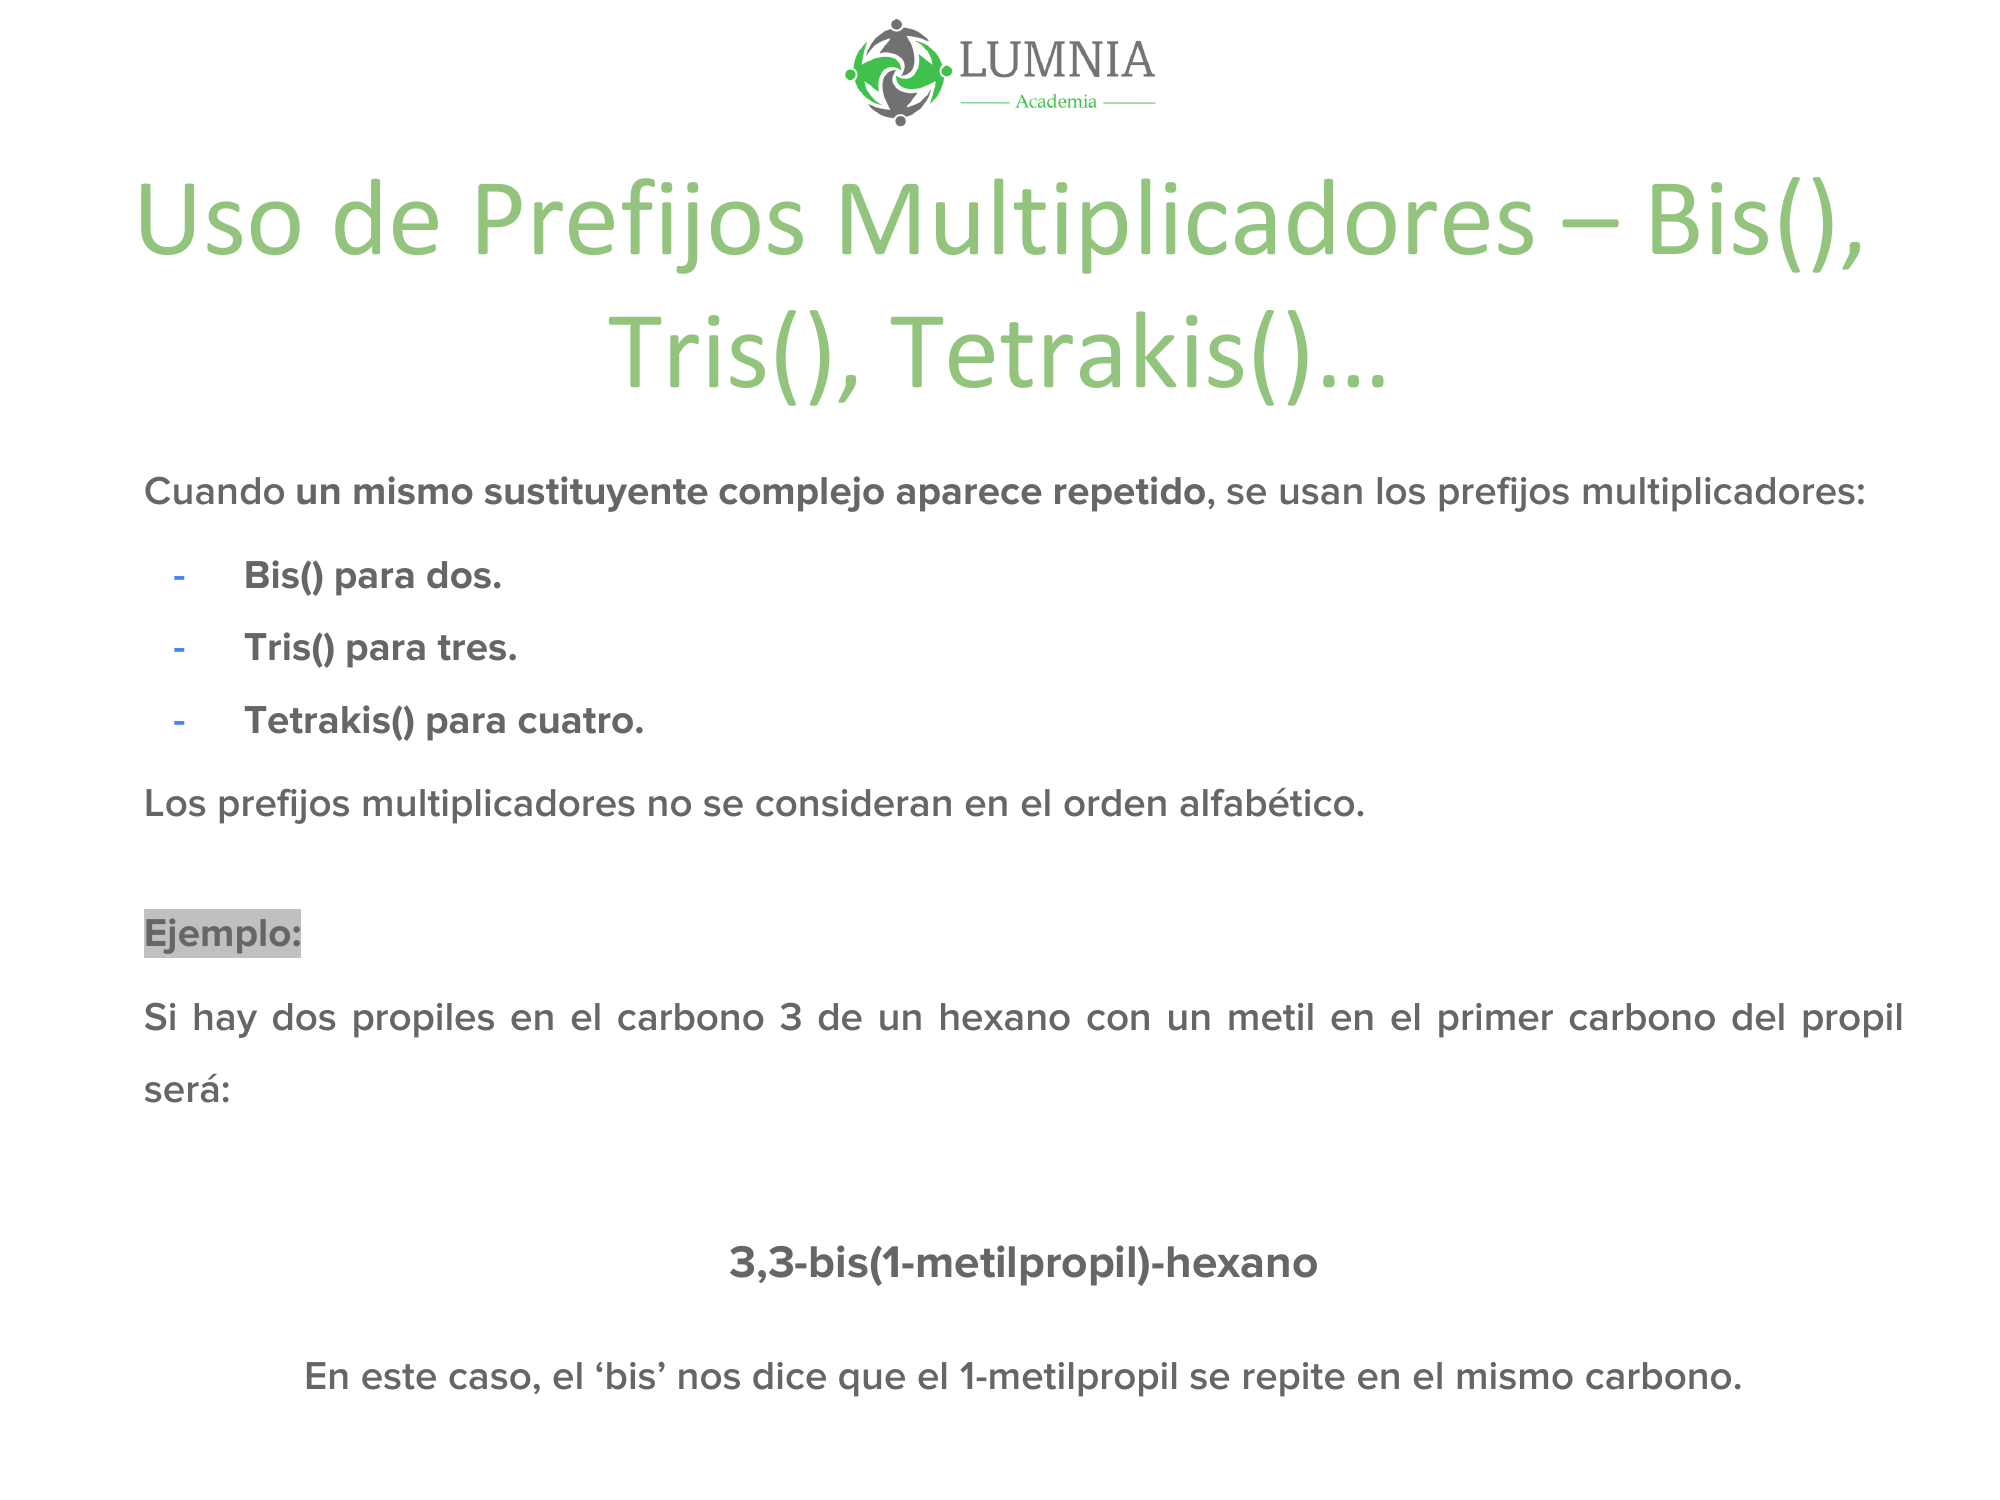 LUMNIA
Academia
Uso de Prefijos Multiplicadores – Bis(),
Tris(), Tetrakis()...
Cuando un mismo sustituyente complejo aparece repetido, se usan los prefijos multiplicadores:
- Bis() para dos.
- Tris() para tres.
- Tetrakis() para cuatro.
Los prefijos multiplicadores no se consideran en el orden alfabético.
Ejemplo:
Si hay dos propiles en el carbono 3 de un hexano con un metil en el primer carbono del propil
será:
3,3-bis(1-metilpropil)-hexano
En este caso, el ‘bis’ nos dice que el 1-metilpropil se repite en el mismo carbono.